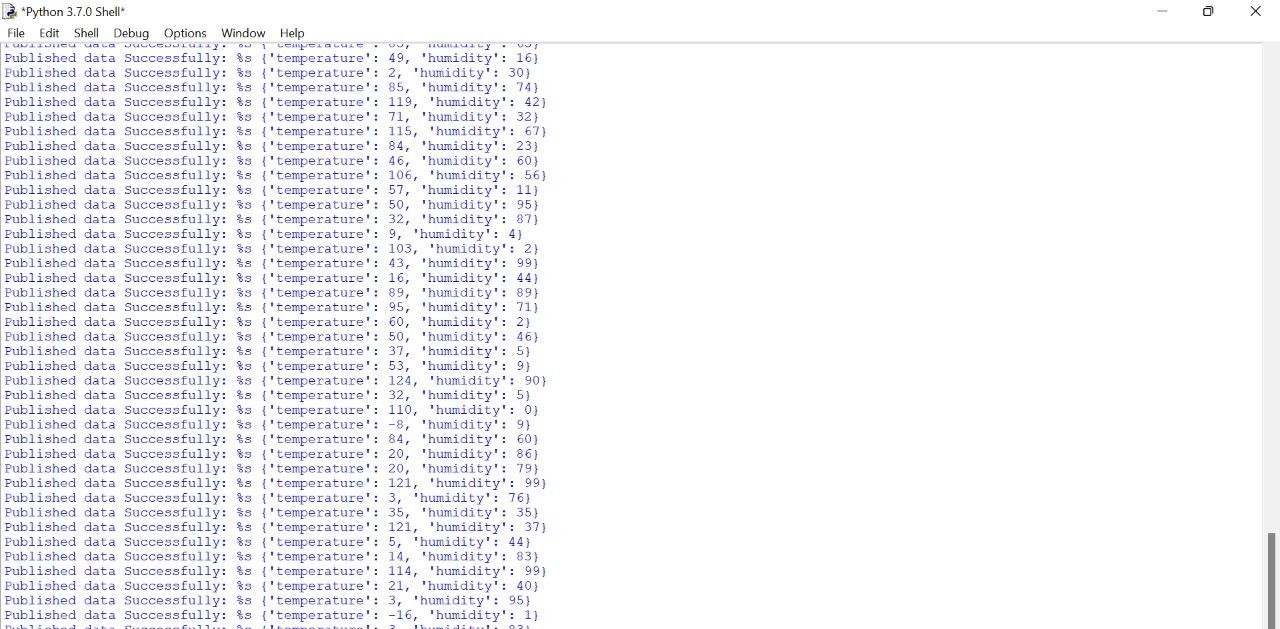 *Python 3.7.0 Shell*
File Edit Shell Debug Options Window Help
Published data Successfully: %s {'temperature': 49, 'humidity': 16}
Published data Successfully: %s {'temperature': 2, 'humidity': 30}
Published data Successfully: %s {'temperature': 85, 'humidity': 74}
Published data Successfully: %s {'temperature': 119, 'humidity': 42}
Published data Successfully: %s {'temperature': 71, 'humidity': 32}
Published data Successfully: %s {'temperature': 115, 'humidity': 67}
Published data Successfully: %s {'temperature': 84, 'humidity': 23}
Published data Successfully: %s {'temperature': 46, 'humidity': 60}
Published data Successfully: %s {'temperature': 106, 'humidity': 56}
Published data Successfully: %s {'temperature': 57, 'humidity': 11}
Published data Successfully: %s {'temperature': 50, 'humidity': 95}
Published data Successfully: %s {'temperature': 32, 'humidity': 87}
Published data Successfully: %s {'temperature': 9, 'humidity': 4}
Published data Successfully: %s {'temperature': 103, 'humidity': 2}
Published data Successfully: %s {'temperature': 43, 'humidity': 99}
Published data Successfully: %s {'temperature': 16, 'humidity': 44}
Published data Successfully: %s {'temperature': 89, 'humidity': 89}
Published data Successfully: %s {'temperature': 95, 'humidity': 71}
Published data Successfully: %s {'temperature': 60, 'humidity': 2}
Published data Successfully: %s {'temperature': 50, 'humidity': 46}
Published data Successfully: %s {'temperature': 37, 'humidity': 5}
Published data Successfully: %s {'temperature': 53, 'humidity': 9}
Published data Successfully: %s {'temperature': 124, 'humidity': 90}
Published data Successfully: %s {'temperature': 32, 'humidity': 5}
Published data Successfully: %s {'temperature': 110, 'humidity': 0}
Published data Successfully: %s {'temperature': -8, 'humidity': 9}
Published data Successfully: %s {'temperature': 84, 'humidity': 60}
Published data Successfully: %s {'temperature': 20, 'humidity': 86}
Published data Successfully: %s {'temperature': 20, 'humidity': 79}
Published data Successfully: %s {'temperature': 121, 'humidity': 99}
Published data Successfully: %s {'temperature': 3, 'humidity': 76}
Published data Successfully: %s {'temperature': 35, 'humidity': 35}
Published data Successfully: %s {'temperature': 121, 'humidity': 37}
Published data Successfully: %s {'temperature': 5, 'humidity': 44}
Published data Successfully: %s {'temperature': 14, 'humidity': 83}
Published data Successfully: %s {'temperature': 114, 'humidity': 99}
Published data Successfully: %s {'temperature': 21, 'humidity': 40}
Published data Successfully: %s {'temperature': 3, 'humidity': 95}
Published data Successfully: %s {'temperature': -16, 'humidity': 1}